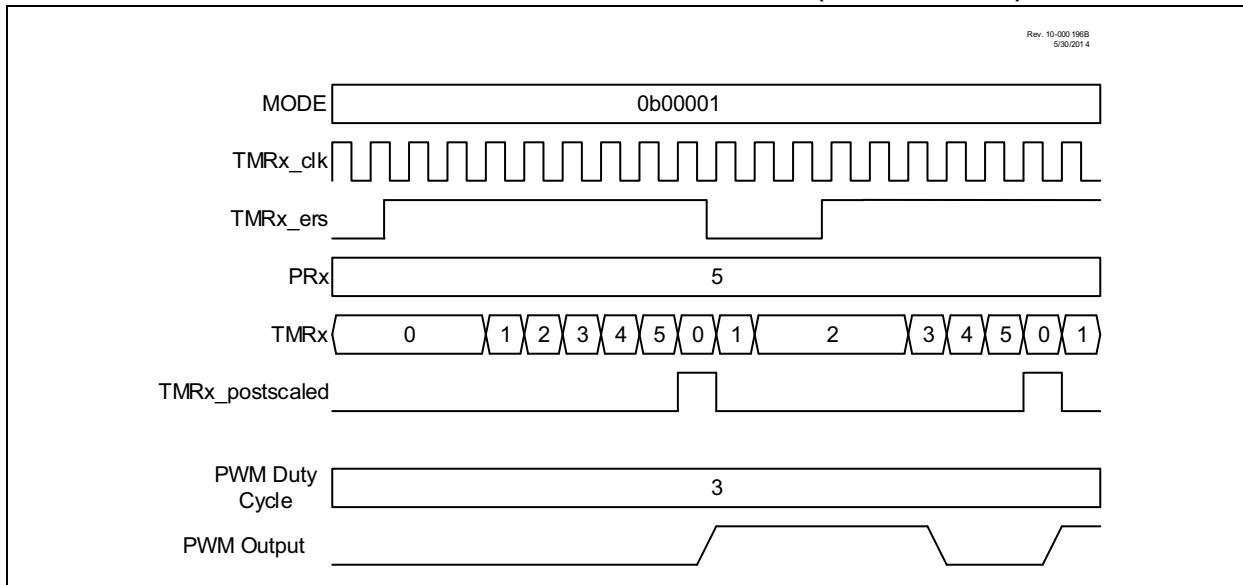 Rev. 10-000 196B
5/30/201 4
MODE 0b00001
TMRx_clk
TMRx_ers
PRx 5
TMRx 0 1 2 3 4 5 0 1 2 3 4 5 0 1
TMRx_postscaled
PWM Duty
Cycle 3
PWM Output